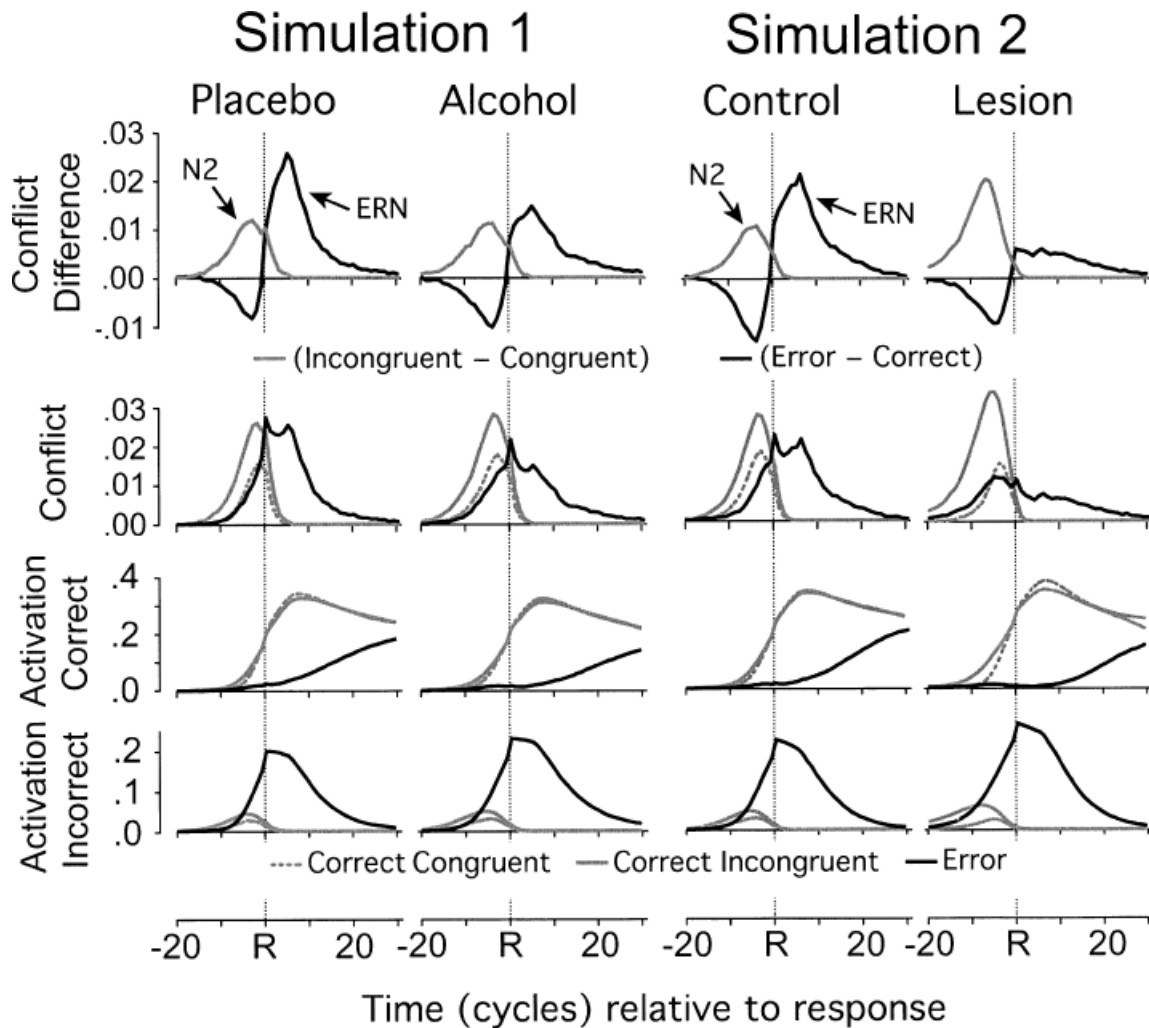 Simulation 1 Simulation 2
Placebo Alcohol Control Lesion
Conflict
Difference
.03
.02
.01
.00
-.01
N2
ERN
N2
ERN
(Incongruent – Congruent) (Error – Correct)
Conflict
.03
.02
.01
.00
Activation
Correct
.4
.2
.0
Activation
Incorrect
.2
.1
0
Correct Congruent Correct Incongruent Error
-20 R 20 -20 R 20 -20 R 20 -20 R 20
Time (cycles) relative to response